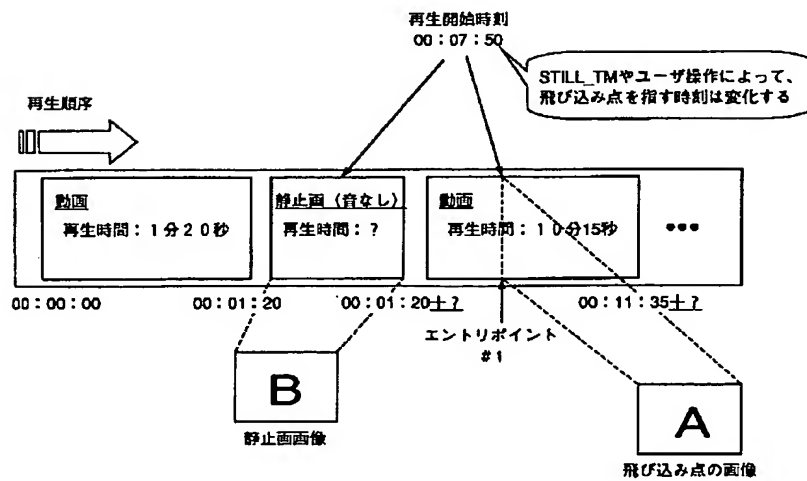 再生開始時刻
00:07:50
STILL_TMやユーザ操作によって、
飛び込み点を指す時刻は変化する
再生順序
動画
再生時間:1分20秒
静止画(音なし)
再生時間:?
動画
再生時間:10分15秒
•••
00:00:00
00:01:20
00:01:20+?
00:11:35+?
エントリポイント
#1
B
静止画画像
A
飛び込み点の画像